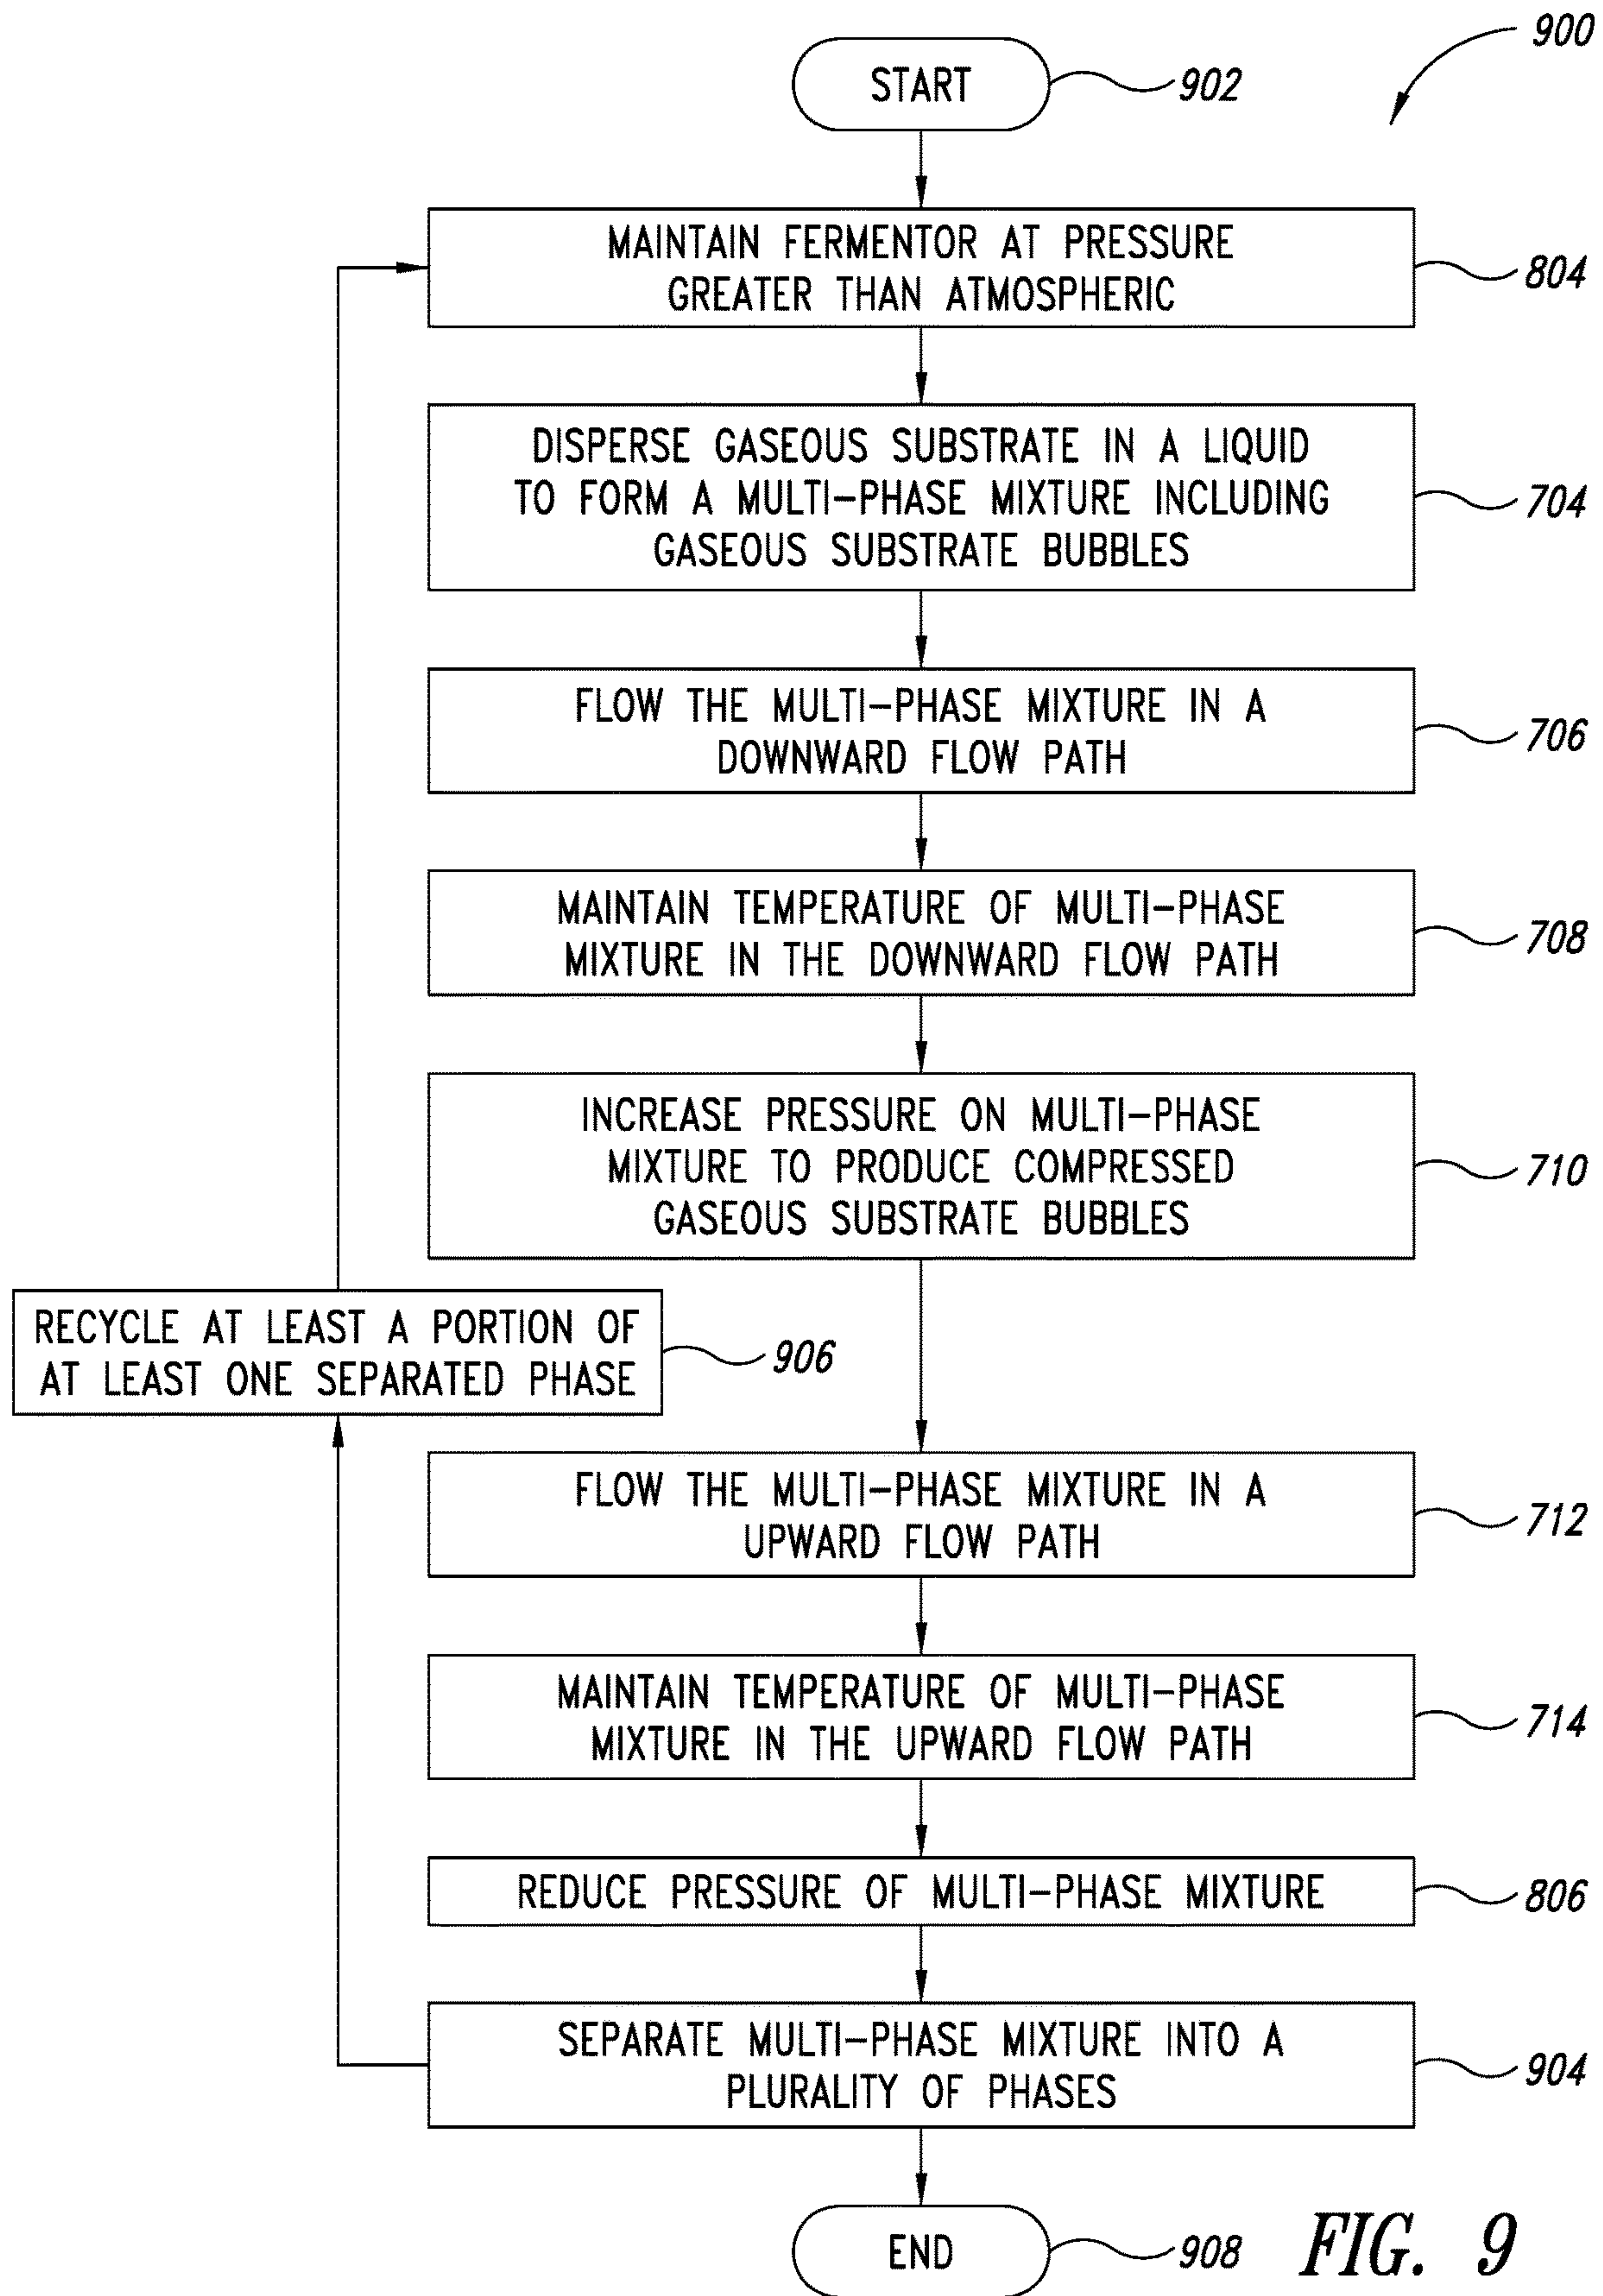 900
START
902
MAINTAIN FERMENTOR AT PRESSURE
GREATER THAN ATMOSPHERIC
804
DISPERSE GASEOUS SUBSTRATE IN A LIQUID
TO FORM A MULTI-PHASE MIXTURE INCLUDING
GASEOUS SUBSTRATE BUBBLES
704
FLOW THE MULTI-PHASE MIXTURE IN A
DOWNWARD FLOW PATH
706
MAINTAIN TEMPERATURE OF MULTI-PHASE
MIXTURE IN THE DOWNWARD FLOW PATH
708
INCREASE PRESSURE ON MULTI-PHASE
MIXTURE TO PRODUCE COMPRESSED
GASEOUS SUBSTRATE BUBBLES
710
RECYCLE AT LEAST A PORTION OF
AT LEAST ONE SEPARATED PHASE
906
FLOW THE MULTI-PHASE MIXTURE IN A
UPWARD FLOW PATH
712
MAINTAIN TEMPERATURE OF MULTI-PHASE
MIXTURE IN THE UPWARD FLOW PATH
714
REDUCE PRESSURE OF MULTI-PHASE MIXTURE
806
SEPARATE MULTI-PHASE MIXTURE INTO A
PLURALITY OF PHASES
904
END
908
FIG. 9